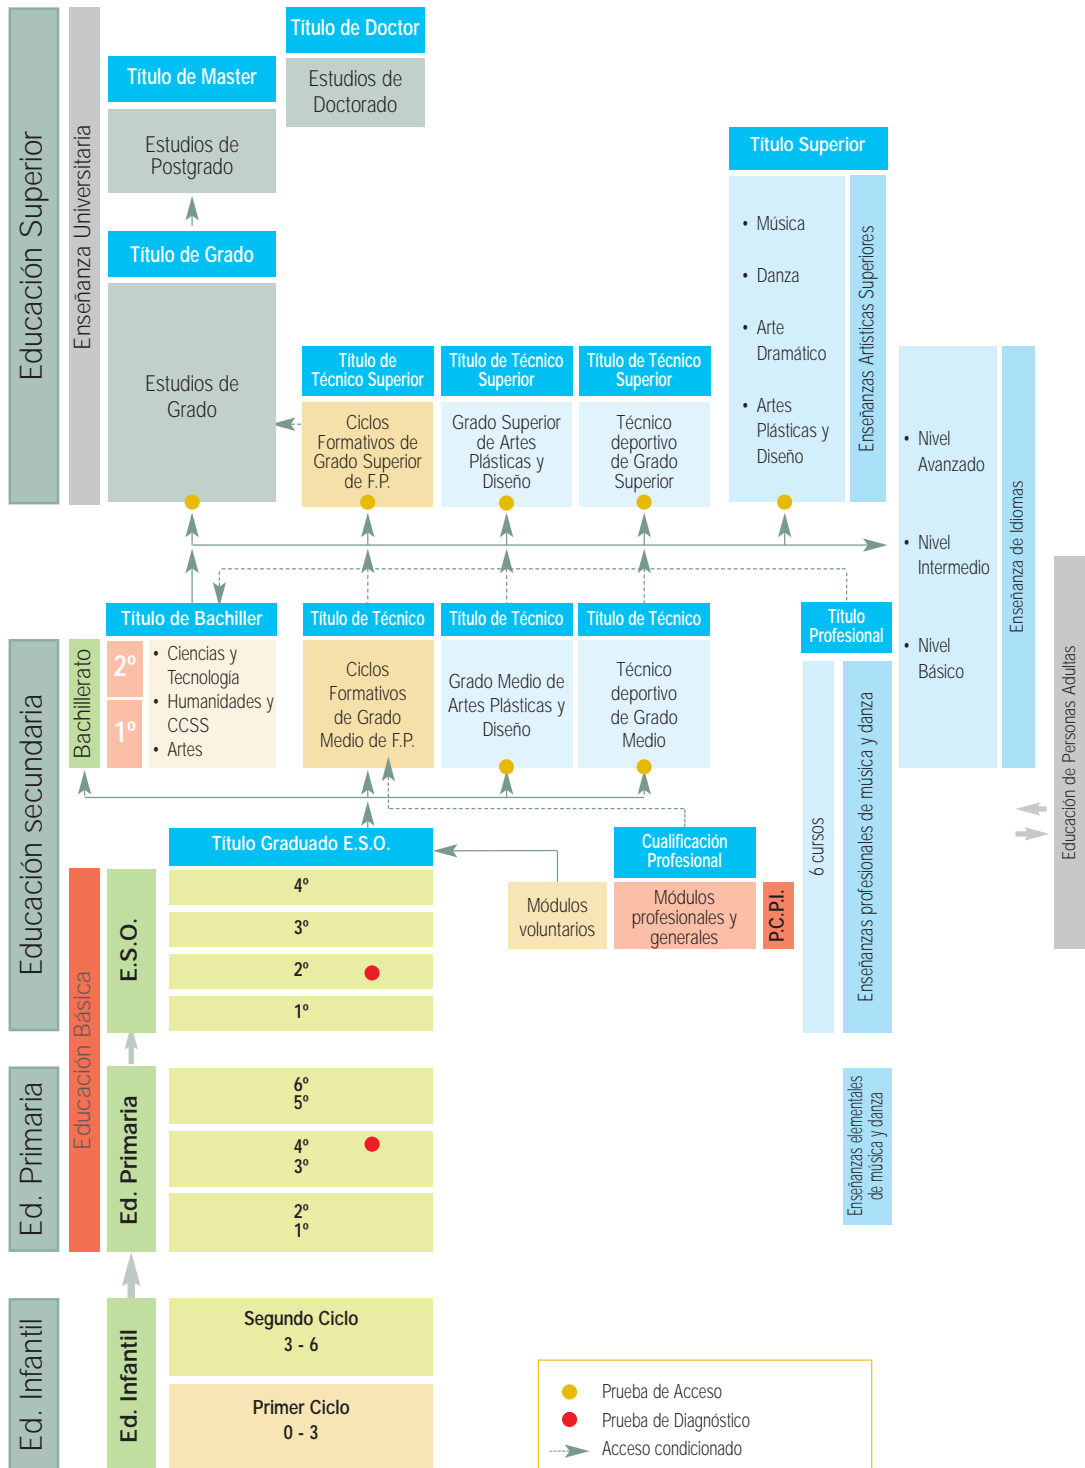 Educación Superior
Enseñanza Universitaria
Título de Doctor
Estudios de
Doctorado
Título de Master
Estudios de
Postgrado
Título de Grado
Estudios de
Grado
Título de
Técnico Superior
Ciclos
Formativos de
Grado Superior
de F.P.
Título de Técnico
Superior
Grado Superior
de Artes
Plásticas y
Diseño
Título de Técnico
Superior
Técnico
deportivo
de Grado
Superior
Título Superior
• Música
• Danza
• Arte
Dramático
• Artes
Plásticas y
Diseño
Enseñanzas Artísticas Superiores
• Nivel
Avanzado
• Nivel
Intermedio
• Nivel
Básico
Enseñanza de Idiomas
Educación de Personas Adultas
Educación secundaria
Bachillerato
2º
1º
Título de Bachiller
• Ciencias y
Tecnología
• Humanidades y
CCSS
• Artes
Título de Técnico
Ciclos
Formativos
de Grado
Medio de F.P.
Título de Técnico
Grado Medio de
Artes Plásticas y
Diseño
Título de Técnico
Técnico
deportivo
de Grado
Medio
Título
Profesional
6 cursos
Enseñanzas profesionales de música y danza
Título Graduado E.S.O.
Cualificación
Profesional
Módulos
voluntarios
Módulos
profesionales y
generales
P.C.P.I.
Educación Básica
E.S.O.
4º
3º
2º
1º
Ed. Primaria
Ed. Primaria
6º
5º
4º
3º
2º
1º
Enseñanzas elementales
de música y danza
Ed. Infantil
Ed. Infantil
Segundo Ciclo
3 - 6
Primer Ciclo
0 - 3
Prueba de Acceso
Prueba de Diagnóstico
Acceso condicionado